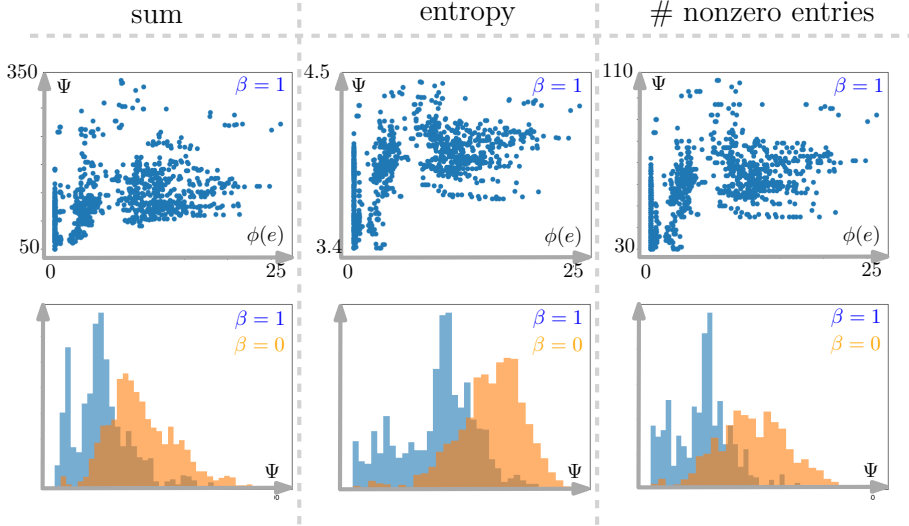 sum entropy # nonzero entries
350 Ψ β = 1 4.5 Ψ β = 1 110 Ψ β = 1
50 ϕ(e) 3.4 ϕ(e) 30 ϕ(e)
0 25 0 25 0 25
β = 1 β = 1 β = 1
β = 0 β = 0 β = 0
Ψ Ψ Ψ